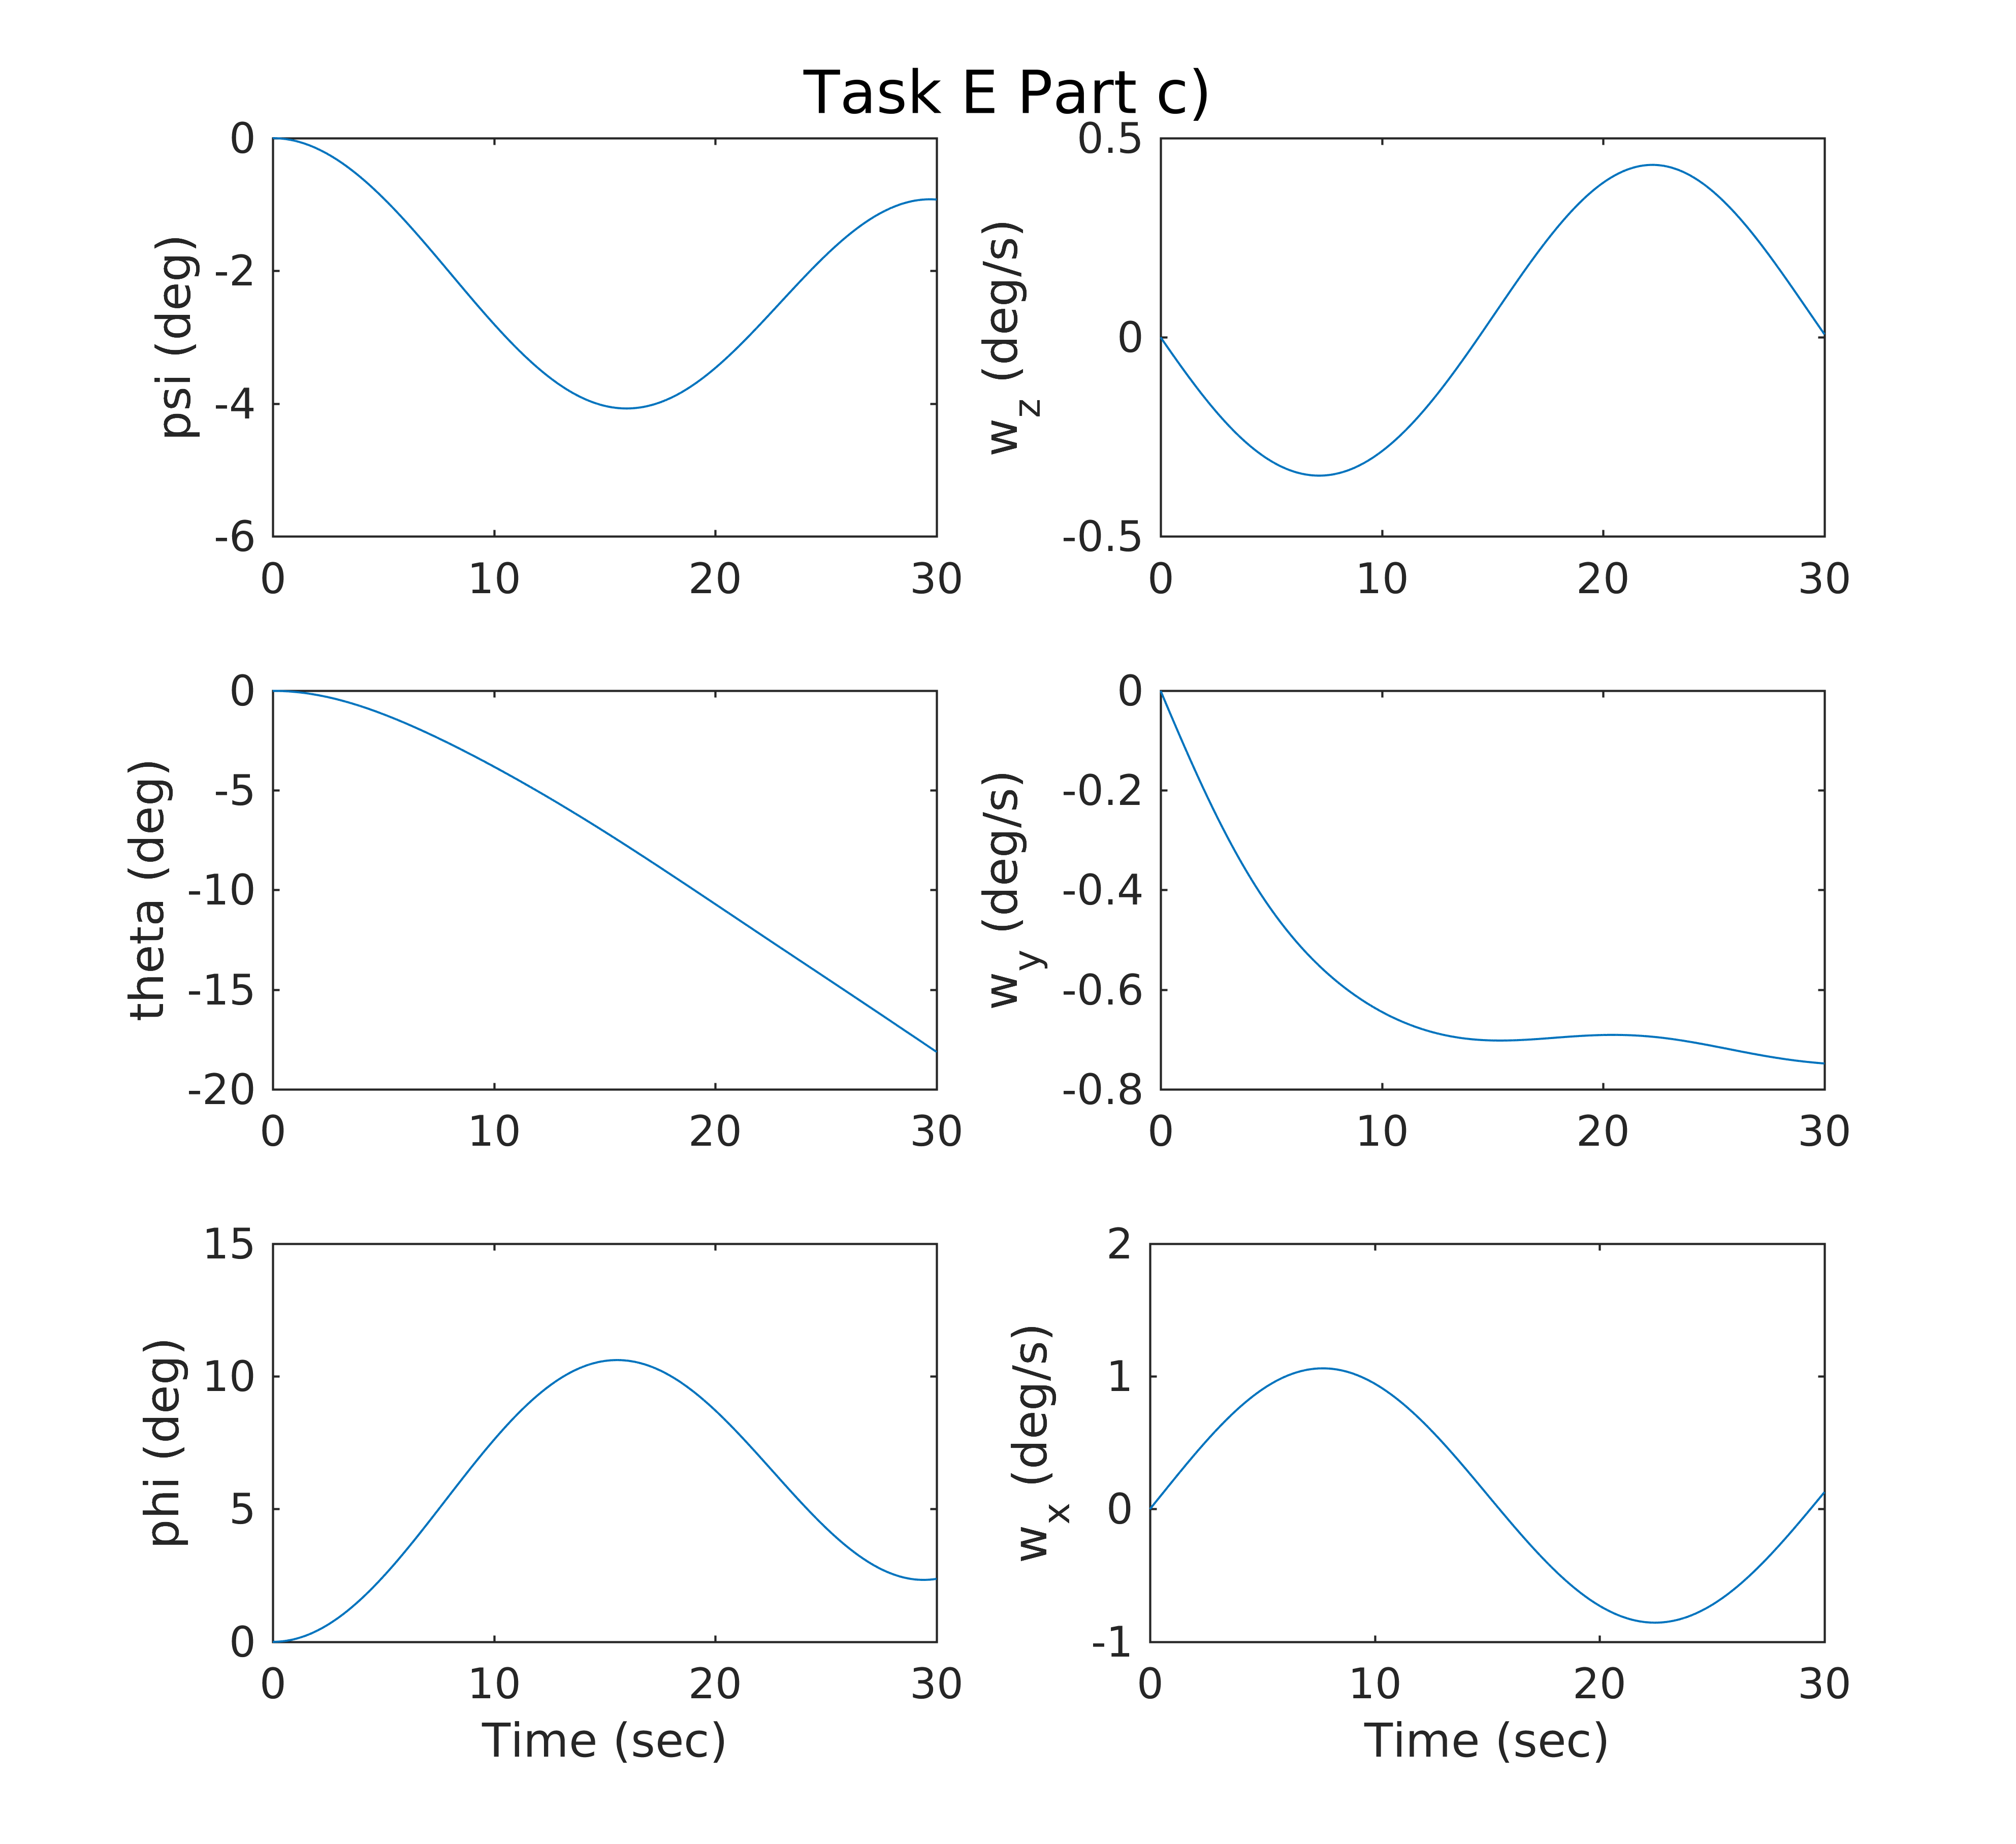 Task E Part c)
psi (deg)
0
-2
-4
-6
0 10 20 30
w_z (deg/s)
0.5
0
-0.5
0 10 20 30
theta (deg)
0
-5
-10
-15
-20
0 10 20 30
w_y (deg/s)
0
-0.2
-0.4
-0.6
-0.8
0 10 20 30
phi (deg)
15
10
5
0
0 10 20 30
Time (sec)
w_x (deg/s)
2
1
0
-1
0 10 20 30
Time (sec)